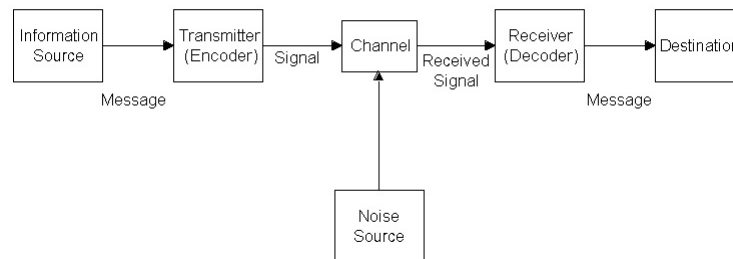 Information
Source
Message
Transmitter
(Encoder)
Signal
Channel
Received
Signal
Receiver
(Decoder)
Message
Destination
Noise
Source